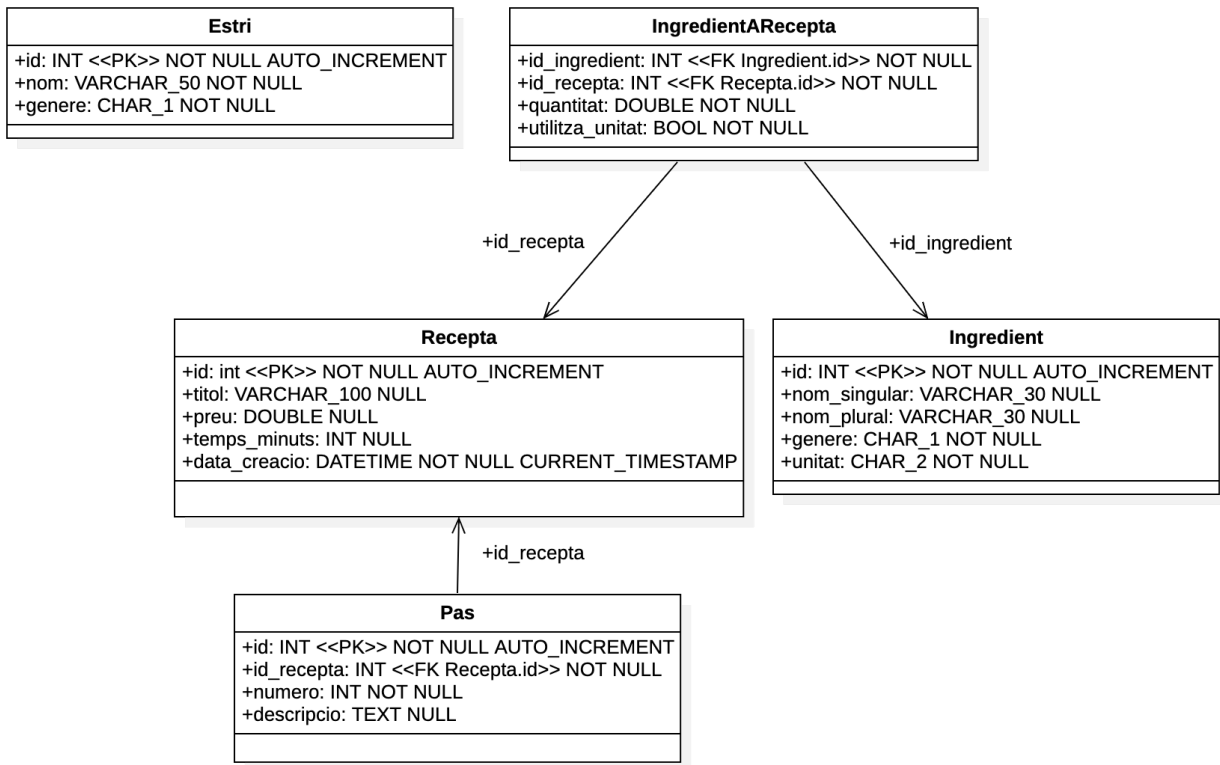 Estri
+id: INT <<PK>> NOT NULL AUTO_INCREMENT
+nom: VARCHAR_50 NOT NULL
+genere: CHAR_1 NOT NULL
IngredientARecepta
+id_ingredient: INT <<FK Ingredient.id>> NOT NULL
+id_recepta: INT <<FK Recepta.id>> NOT NULL
+quantitat: DOUBLE NOT NULL
+utilitza_unitat: BOOL NOT NULL
+id_recepta
+id_ingredient
Recepta
+id: int <<PK>> NOT NULL AUTO_INCREMENT
+titol: VARCHAR_100 NULL
+preu: DOUBLE NULL
+temps_minuts: INT NULL
+data_creacio: DATETIME NOT NULL CURRENT_TIMESTAMP
Ingredient
+id: INT <<PK>> NOT NULL AUTO_INCREMENT
+nom_singular: VARCHAR_30 NULL
+nom_plural: VARCHAR_30 NULL
+genere: CHAR_1 NOT NULL
+unitat: CHAR_2 NOT NULL
+id_recepta
Pas
+id: INT <<PK>> NOT NULL AUTO_INCREMENT
+id_recepta: INT <<FK Recepta.id>> NOT NULL
+numero: INT NOT NULL
+descripcio: TEXT NULL